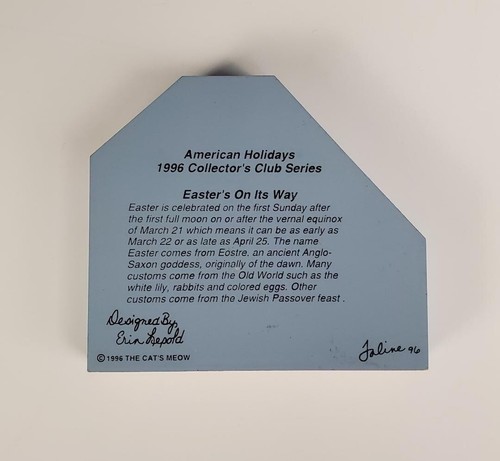 American Holidays
1996 Collector's Club Series
Easter's On Its Way
Easter is celebrated on the first Sunday after
the first full moon on or after the vernal equinox
of March 21 which means it can be as early as
March 22 or as late as April 25. The name
Easter comes from Eostre, an ancient Anglo-
Saxon goddess, originally of the dawn. Many
customs come from the Old World such as the
white lily, rabbits and colored eggs. Other
customs come from the Jewish Passover feast .
Designed By,
Erin Lepold
© 1996 THE CAT'S MEOW
Faline 96